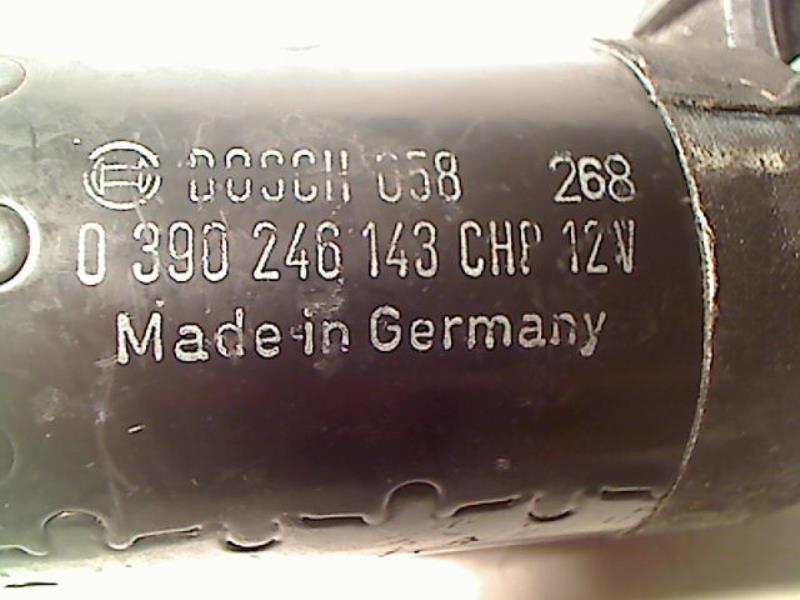 BOSCH 058 268
0 390 246 143 CHP 12V
Made in Germany